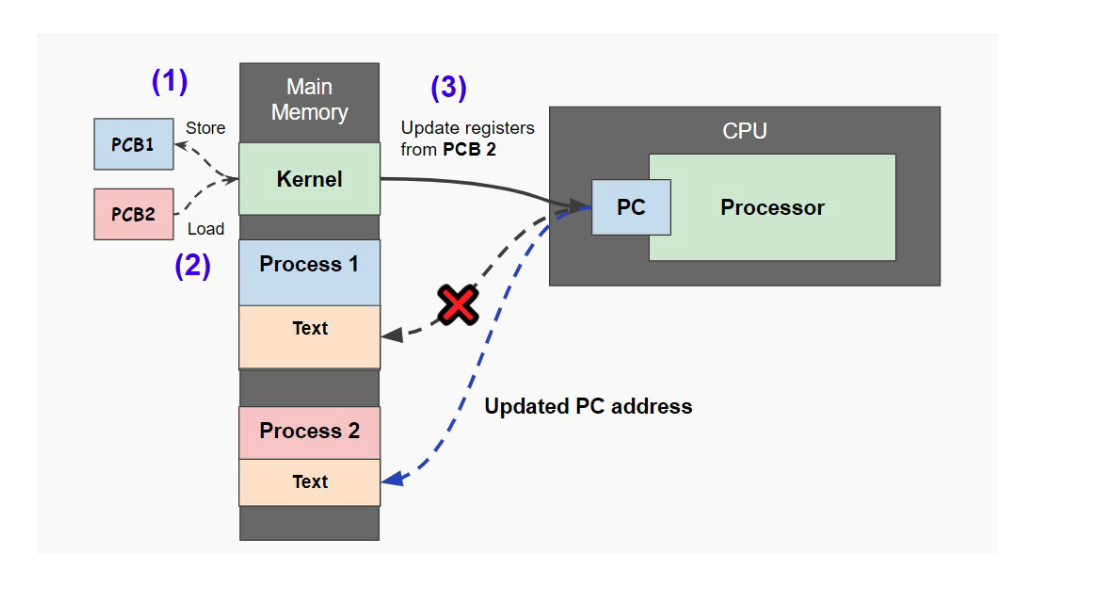 (1)
Main
Memory
(3)
PCB1
Store
Update registers
from PCB 2
CPU
Kernel
PCB2
Load
PC
Processor
(2)
Process 1
Text
Updated PC address
Process 2
Text